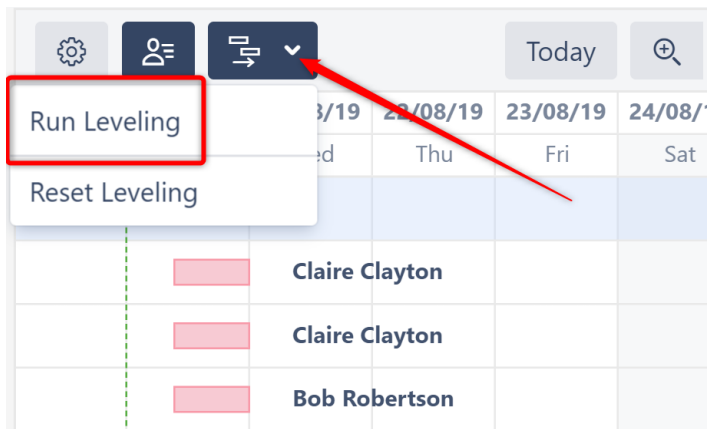 Today
Run Leveling
3/19 22/08/19 23/08/19 24/08/1
ed Thu Fri Sat
Reset Leveling
Claire Clayton
Claire Clayton
Bob Robertson